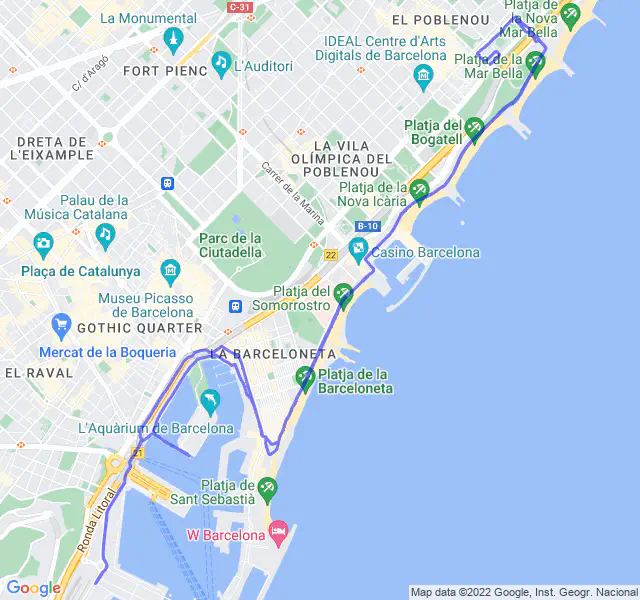 EL POBLENOU
Platja de
la Nova
Mar Bella
C-31
La Monumental
IDEAL Centre d'Arts
Digitals de Barcelona
Platja de la
Mar Bella
L'Auditori
FORT PIENC
C/ d'Aragó
Platja del
Bogatell
DRETA DE
L'EIXAMPLE
LA VILA
OLÍMPICA DEL
POBLENOU
Carrer de la Marina
Platja de la
Nova Icària
Palau de la
Música Catalana
B-10
Parc de la
Ciutadella
22
Casino Barcelona
Plaça de Catalunya
Museu Picasso
de Barcelona
Platja del
Somorrostro
GOTHIC QUARTER
Mercat de la Boqueria
LA BARCELONETA
EL RAVAL
Platja de la
Barceloneta
L'Aquàrium de Barcelona
21
Platja de
Sant Sebastià
Ronda Litoral
W Barcelona
Google
Map data ©2022 Google, Inst. Geogr. Nacional